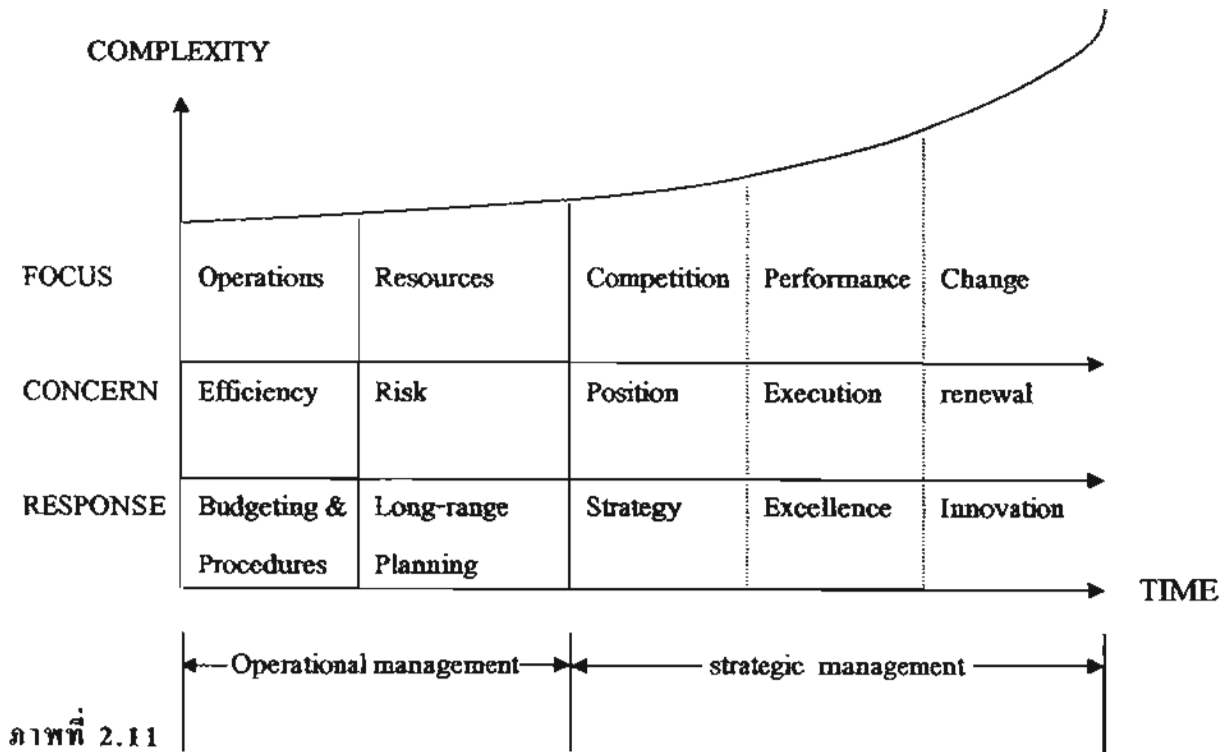 COMPLEXITY
FOCUS Operations Resources Competition Performance Change
CONCERN Efficiency Risk Position Execution renewal
RESPONSE Budgeting & Long-range Strategy Excellence Innovation
Procedures Planning
TIME
Operational management strategic management
ภาพที่ 2.11